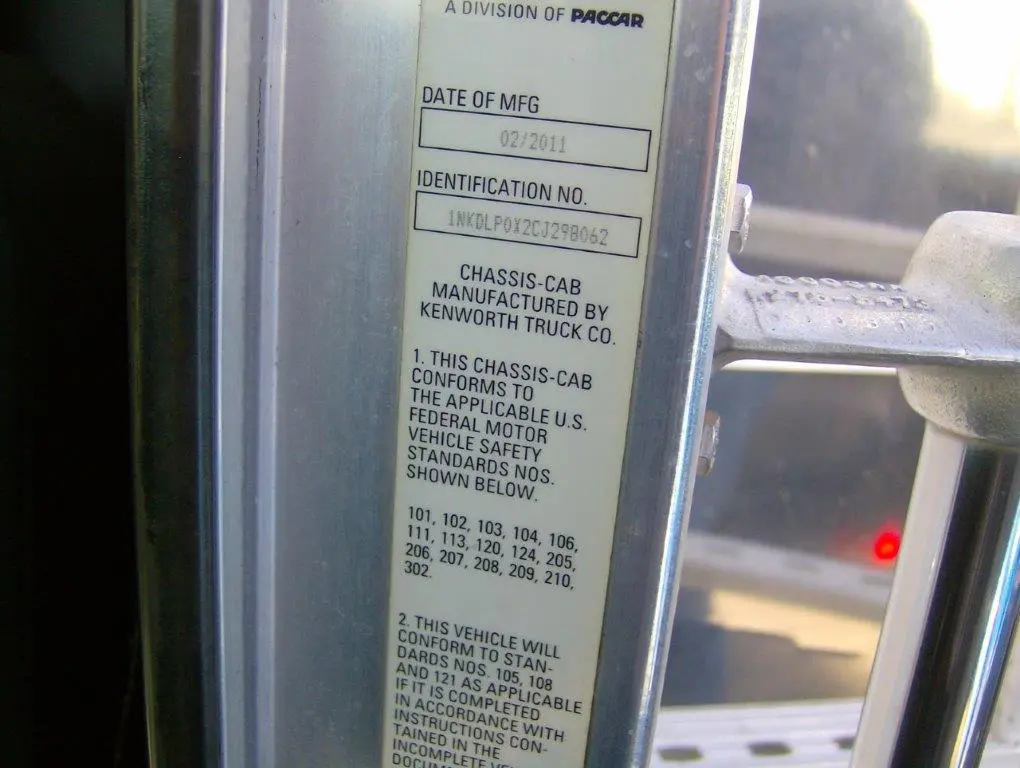 A DIVISION OF PACCAR
DATE OF MFG
02/2011
IDENTIFICATION NO.
1NKDLP0X2CJ298062
CHASSIS-CAB
MANUFACTURED BY
KENWORTH TRUCK CO.
1. THIS CHASSIS-CAB
CONFORMS TO
THE APPLICABLE U.S.
FEDERAL MOTOR
VEHICLE SAFETY
STANDARDS NOS.
SHOWN BELOW.
101, 102, 103, 104, 106,
111, 113, 120, 124, 205,
206, 207, 208, 209, 210,
302.
2. THIS VEHICLE WILL
CONFORM TO STAN-
DARDS NOS. 105, 108
AND 121 AS APPLICABLE
IF IT IS COMPLETED
IN ACCORDANCE WITH
INSTRUCTIONS CON-
TAINED IN THE
INCOMPLETE